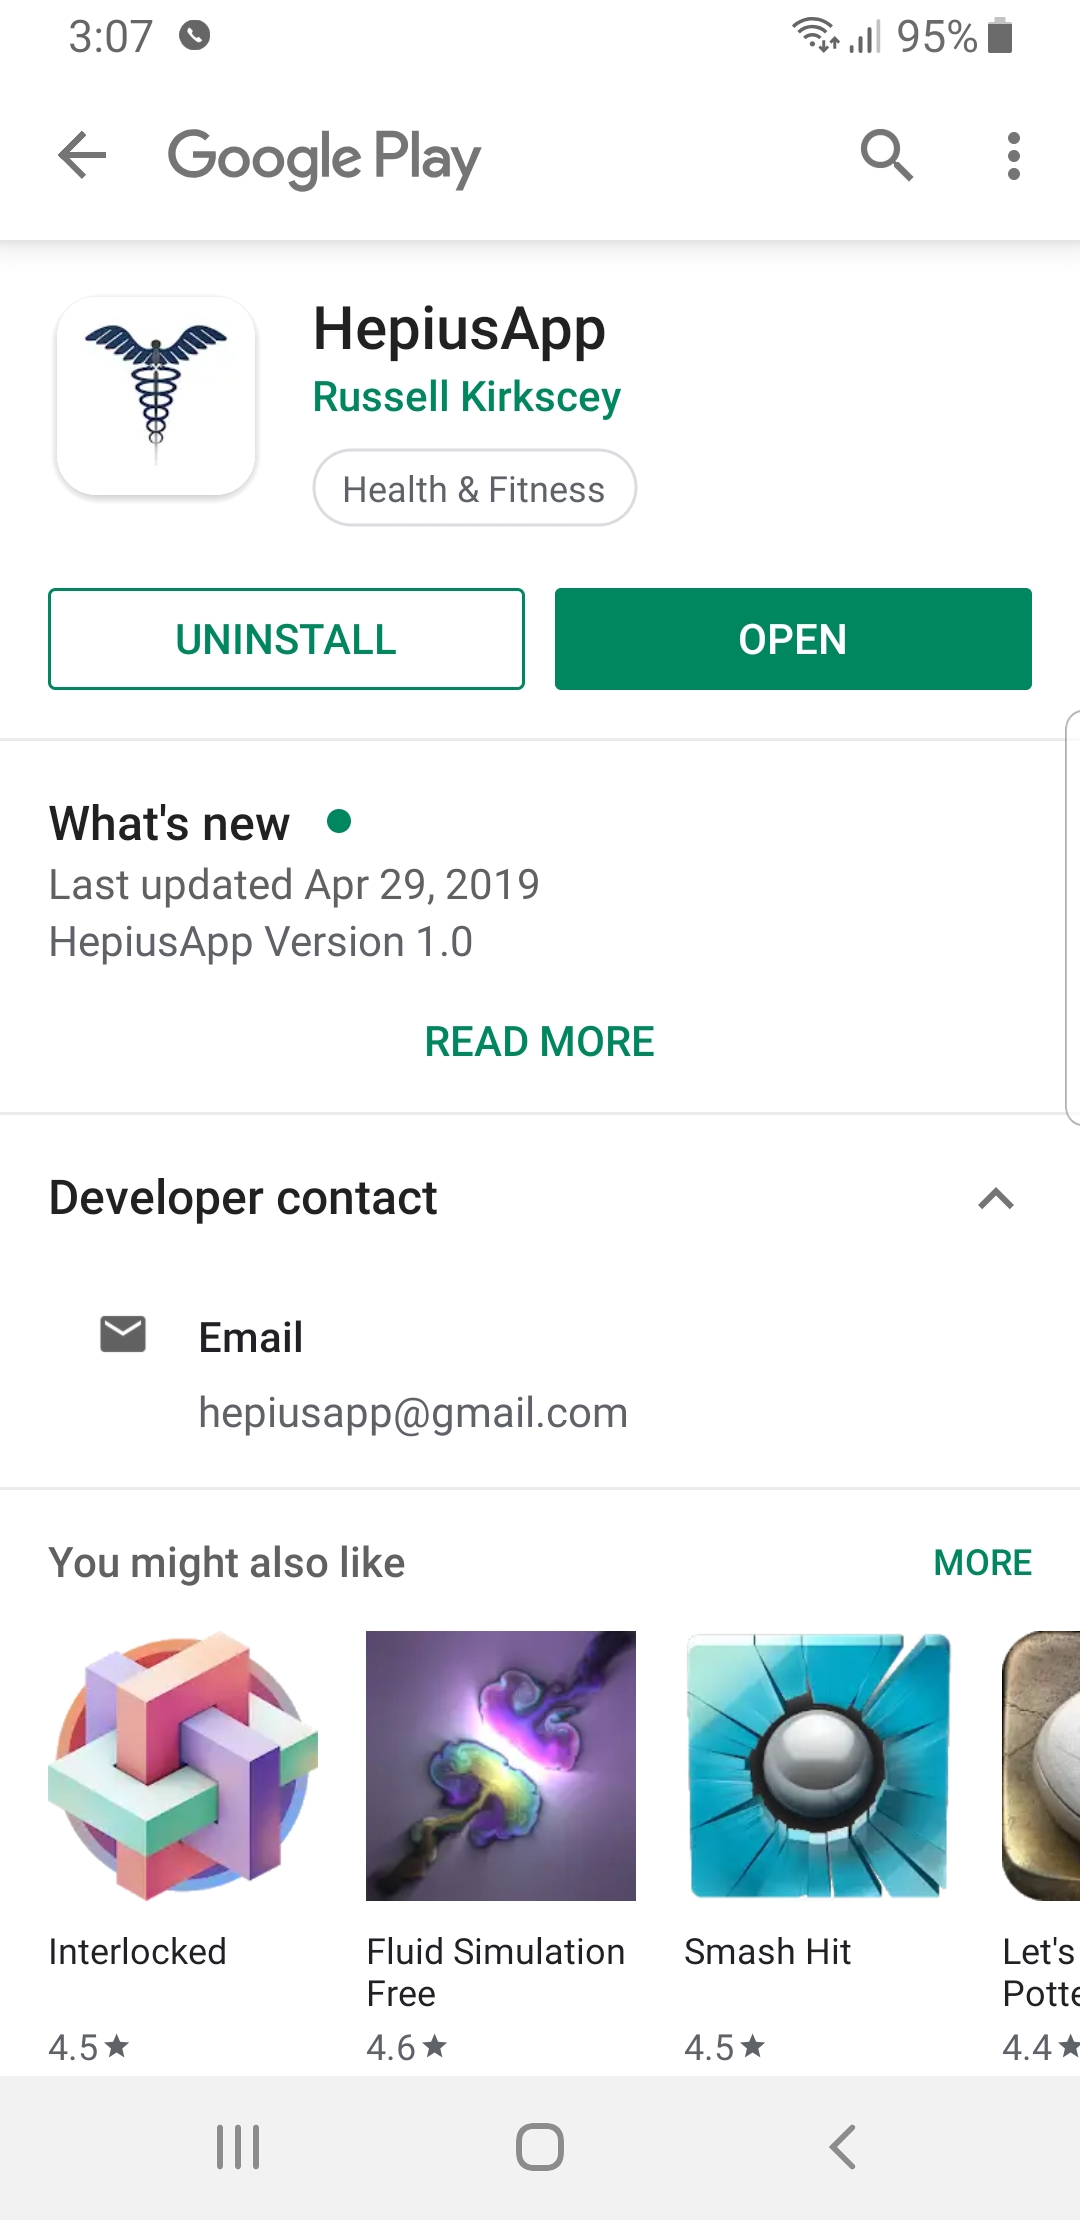 3:07
95%
Google Play
HepiusApp
Russell Kirkscey
Health & Fitness
UNINSTALL
OPEN
What's new
Last updated Apr 29, 2019
HepiusApp Version 1.0
READ MORE
Developer contact
Email
hepiusapp@gmail.com
You might also like
MORE
Interlocked
4.5★
Fluid Simulation
Free
4.6★
Smash Hit
4.5★
Let's
Potte
4.4★